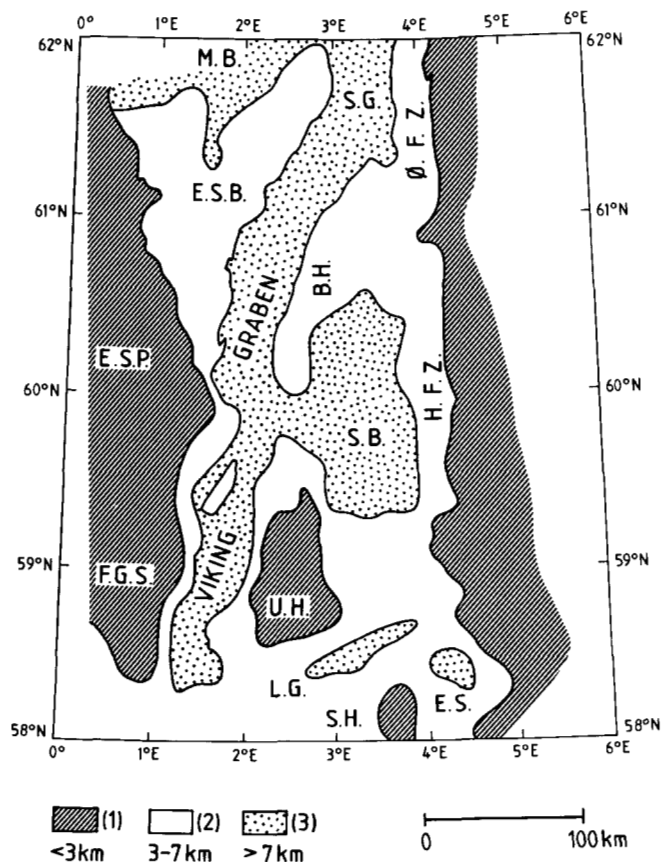 0° 1°E 2°E 3°E 4°E 5°E 6°E
62°N 62°N
M.B.
S.G.
Ø. F. Z.
E.S.B.
61°N 61°N
B.H.
GRABEN
E.S.P.
60°N 60°N
H. F. Z.
S.B.
59°N 59°N
VIKING
F.G.S.
U.H.
L.G.
E.S.
S.H.
58°N 58°N
0° 1°E 2°E 3°E 4°E 5°E 6°E
(1) (2) (3)
<3km 3-7km >7km
0 100km